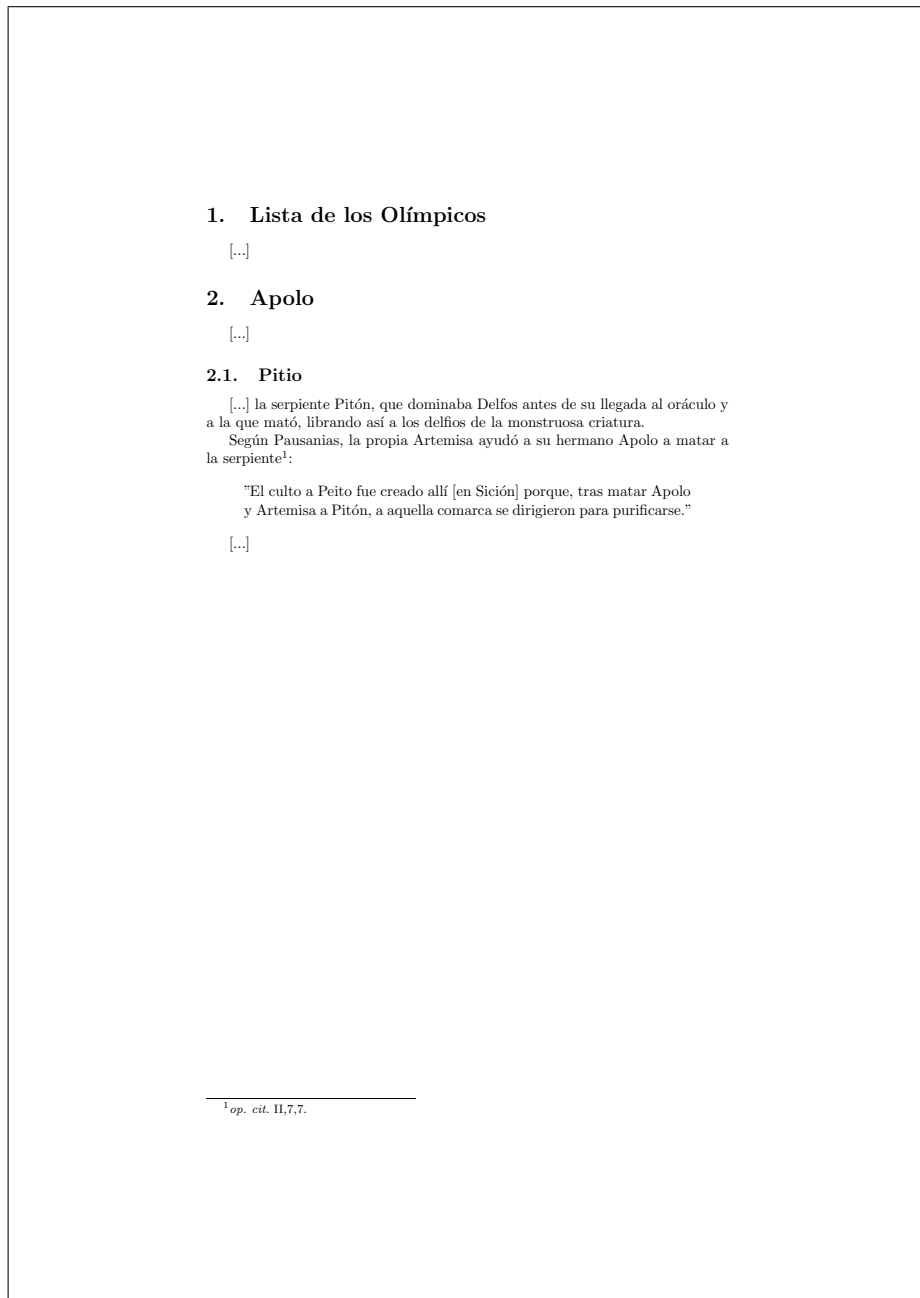 1. Lista de los Olímpicos
[...]
2. Apolo
[...]
2.1. Pitio
[...] la serpiente Pitón, que dominaba Delfos antes de su llegada al oráculo y
a la que mató, librando así a los delfios de la monstruosa criatura.
Según Pausanias, la propia Artemisa ayudó a su hermano Apolo a matar a
la serpiente¹:
”El culto a Peito fue creado allí [en Sición] porque, tras matar Apolo
y Artemisa a Pitón, a aquella comarca se dirigieron para purificarse.”
[...]
¹op. cit. II,7,7.